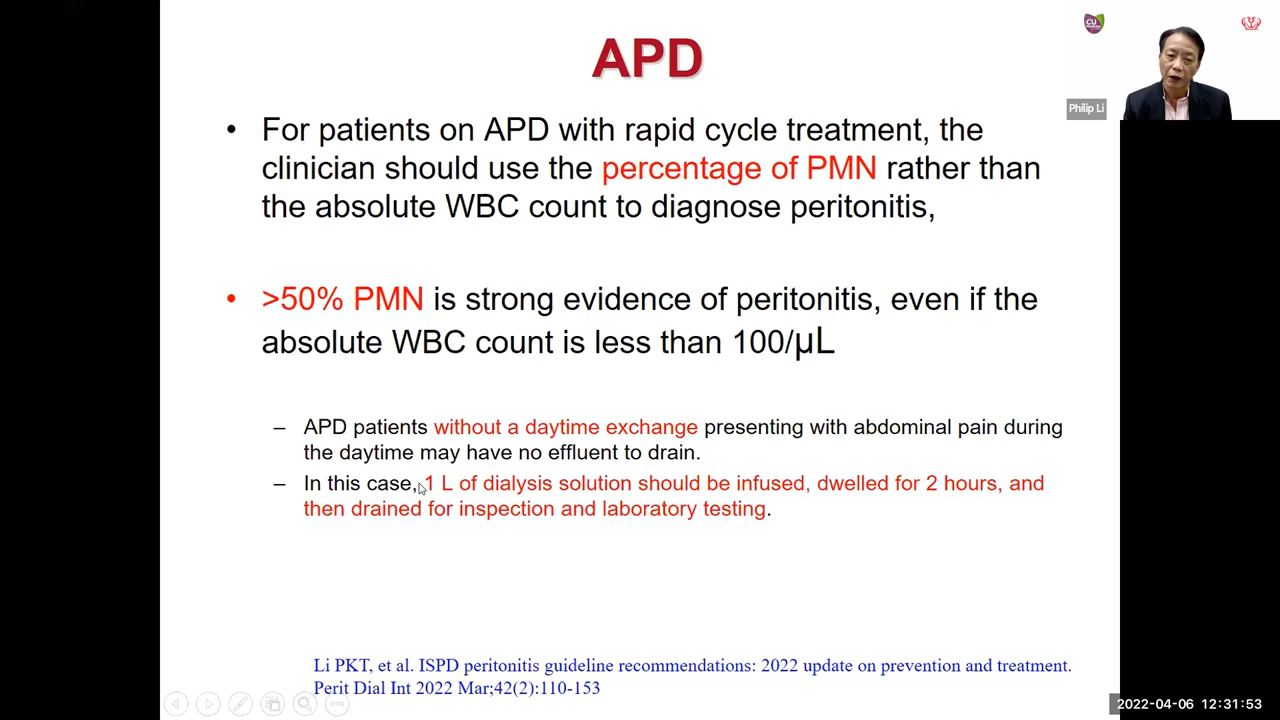 APD
• For patients on APD with rapid cycle treatment, the
clinician should use the percentage of PMN rather than
the absolute WBC count to diagnose peritonitis,
• >50% PMN is strong evidence of peritonitis, even if the
absolute WBC count is less than 100/µL
– APD patients without a daytime exchange presenting with abdominal pain during
the daytime may have no effluent to drain.
– In this case, 1 L of dialysis solution should be infused, dwelled for 2 hours, and
then drained for inspection and laboratory testing.
Li PKT, et al. ISPD peritonitis guideline recommendations: 2022 update on prevention and treatment.
Perit Dial Int 2022 Mar;42(2):110-153
CU
Philip Li
2022-04-06 12:31:53